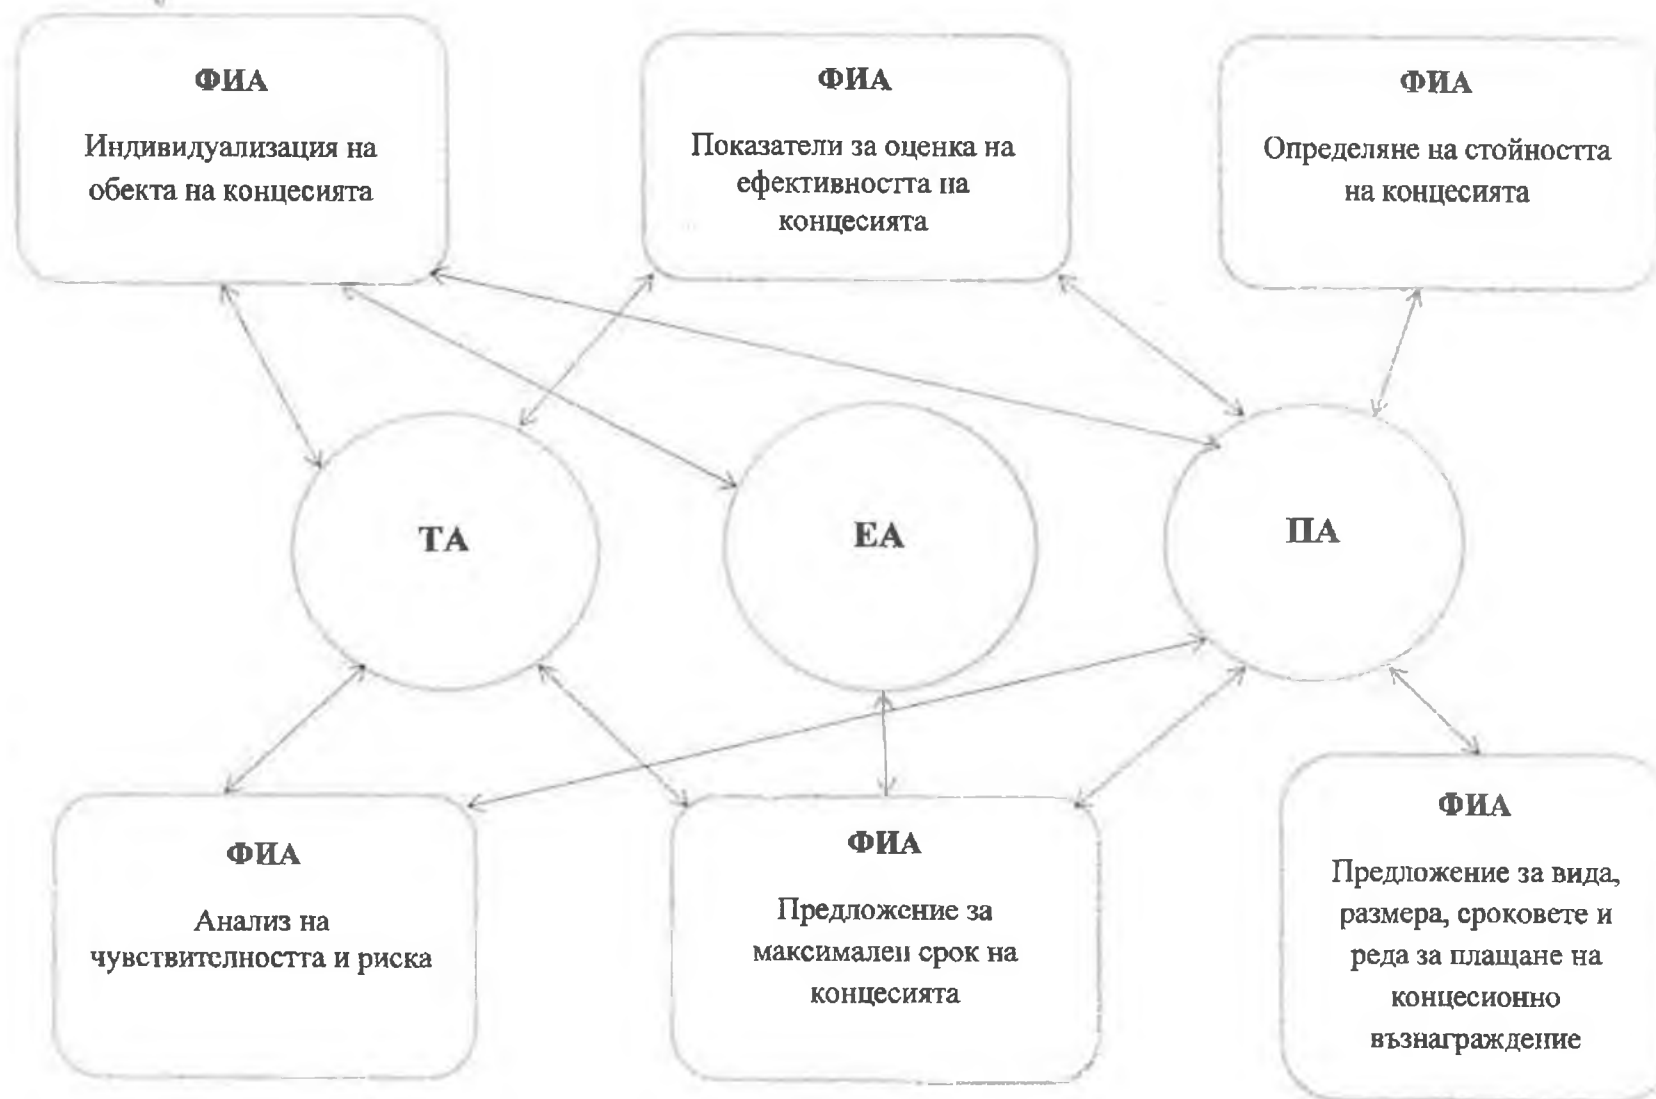 ФИА
Индивидуализация на
обекта на концесията
ФИА
Показатели за оценка на
ефективността на
концесията
ФИА
Определяне на стойността
на концесията
ТА
ЕА
ПА
ФИА
Анализ на
чувствителността и риска
ФИА
Предложение за
максимален срок на
концесията
ФИА
Предложение за вида,
размера, сроковете и
реда за плащане на
концесионно
възнаграждение